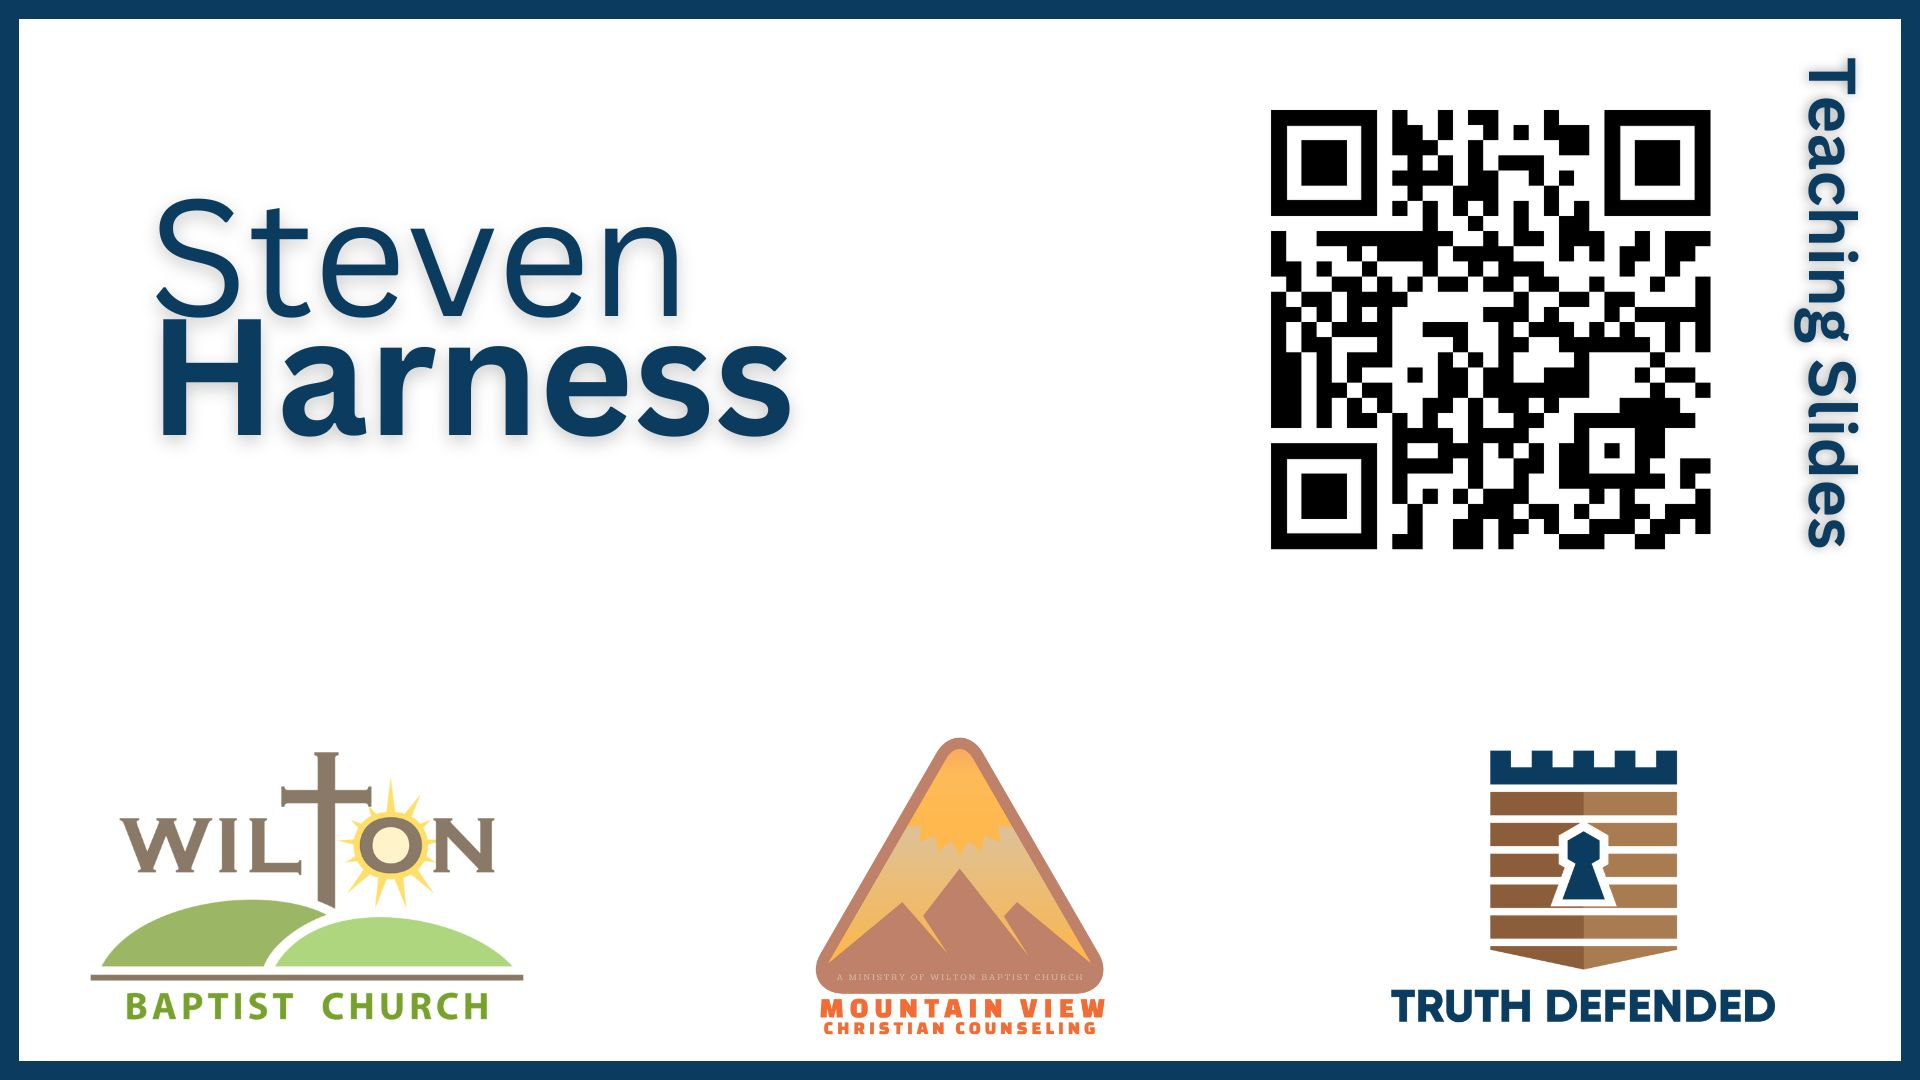 Steven
Harness
Teaching Slides
WILTON
BAPTIST CHURCH
A MINISTRY OF WILTON BAPTIST CHURCH
MOUNTAIN VIEW
CHRISTIAN COUNSELING
TRUTH DEFENDED